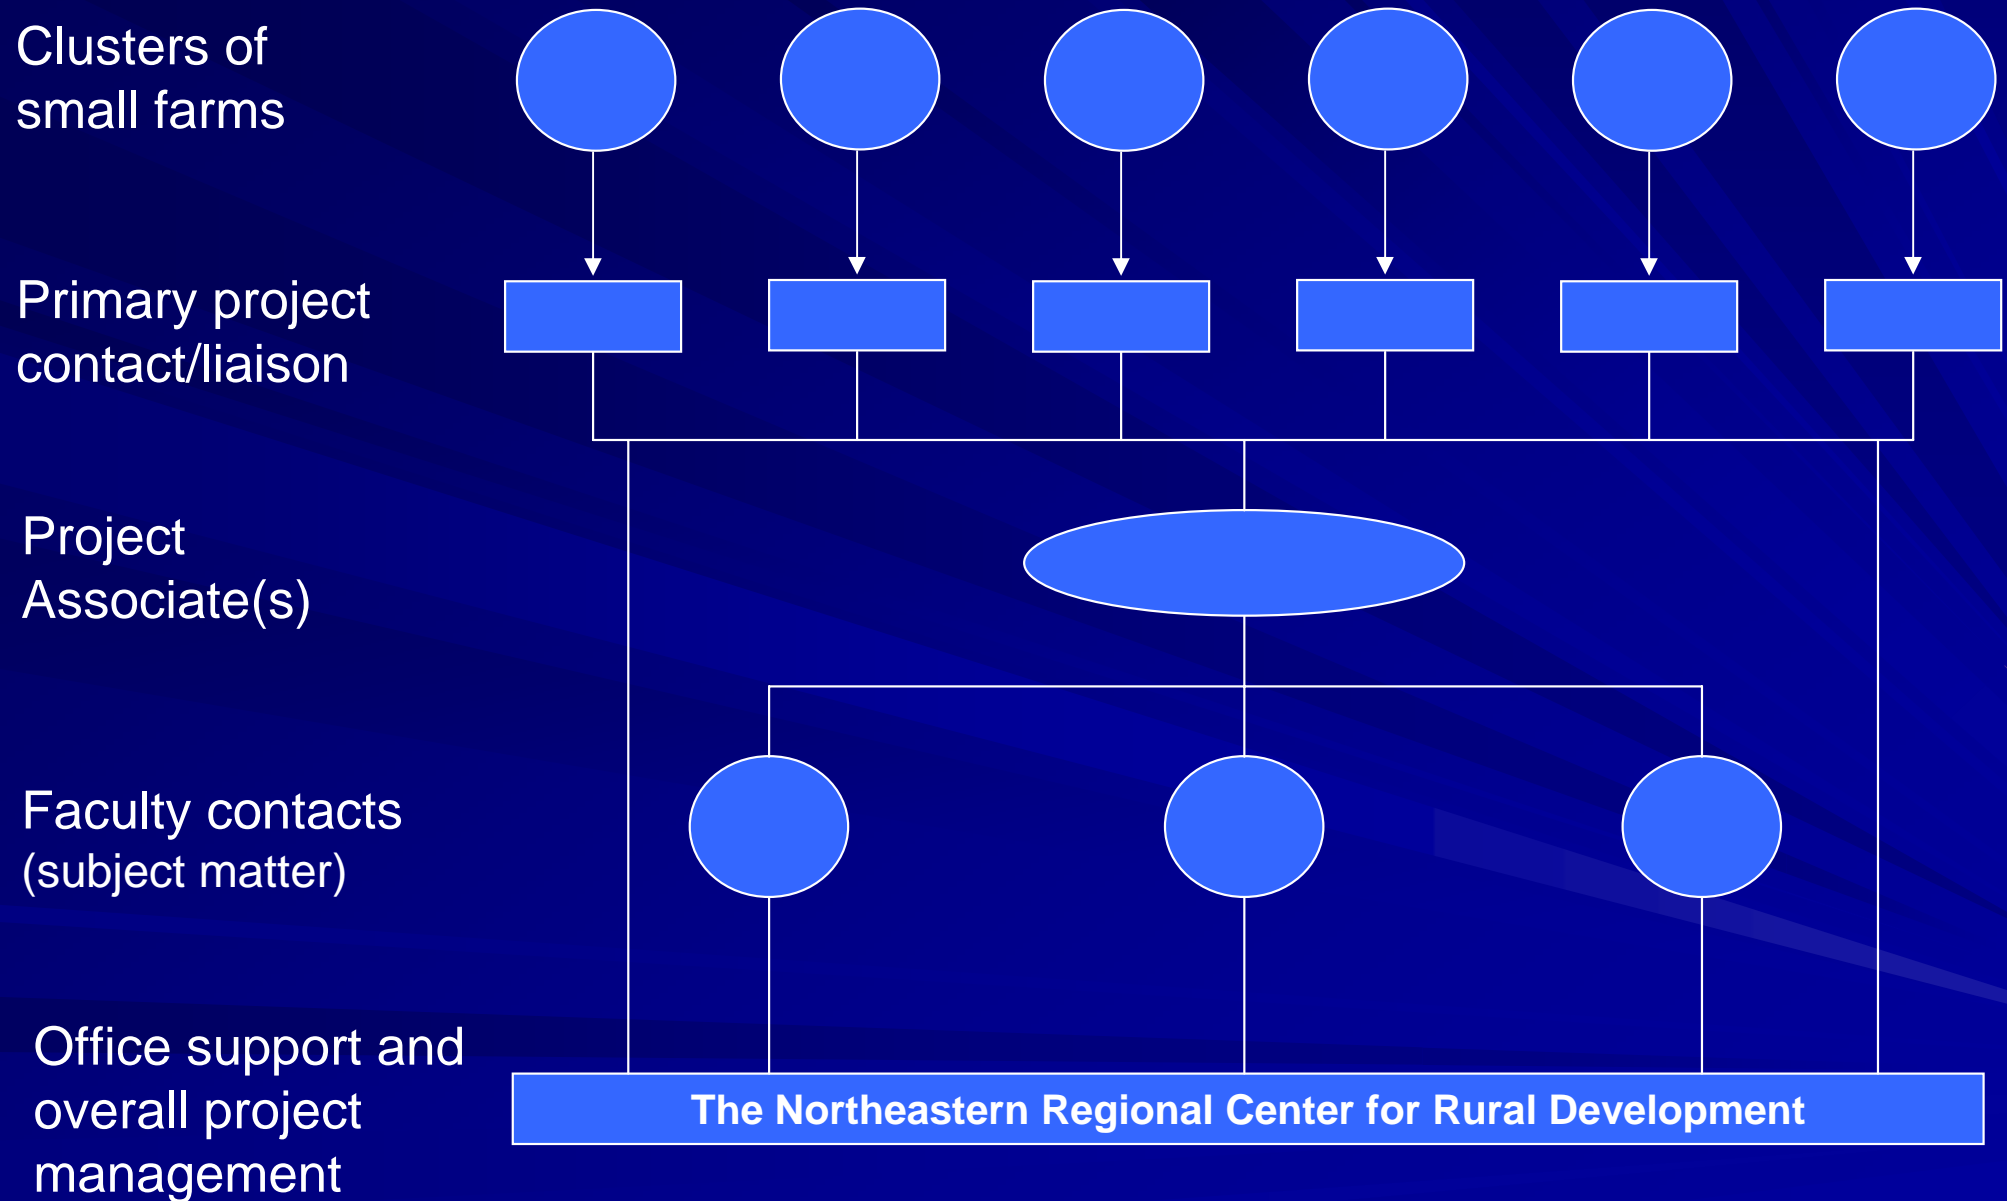 Clusters of
small farms
Primary project
contact/liaison
Project
Associate(s)
Faculty contacts
(subject matter)
Office support and
overall project
management
The Northeastern Regional Center for Rural Development